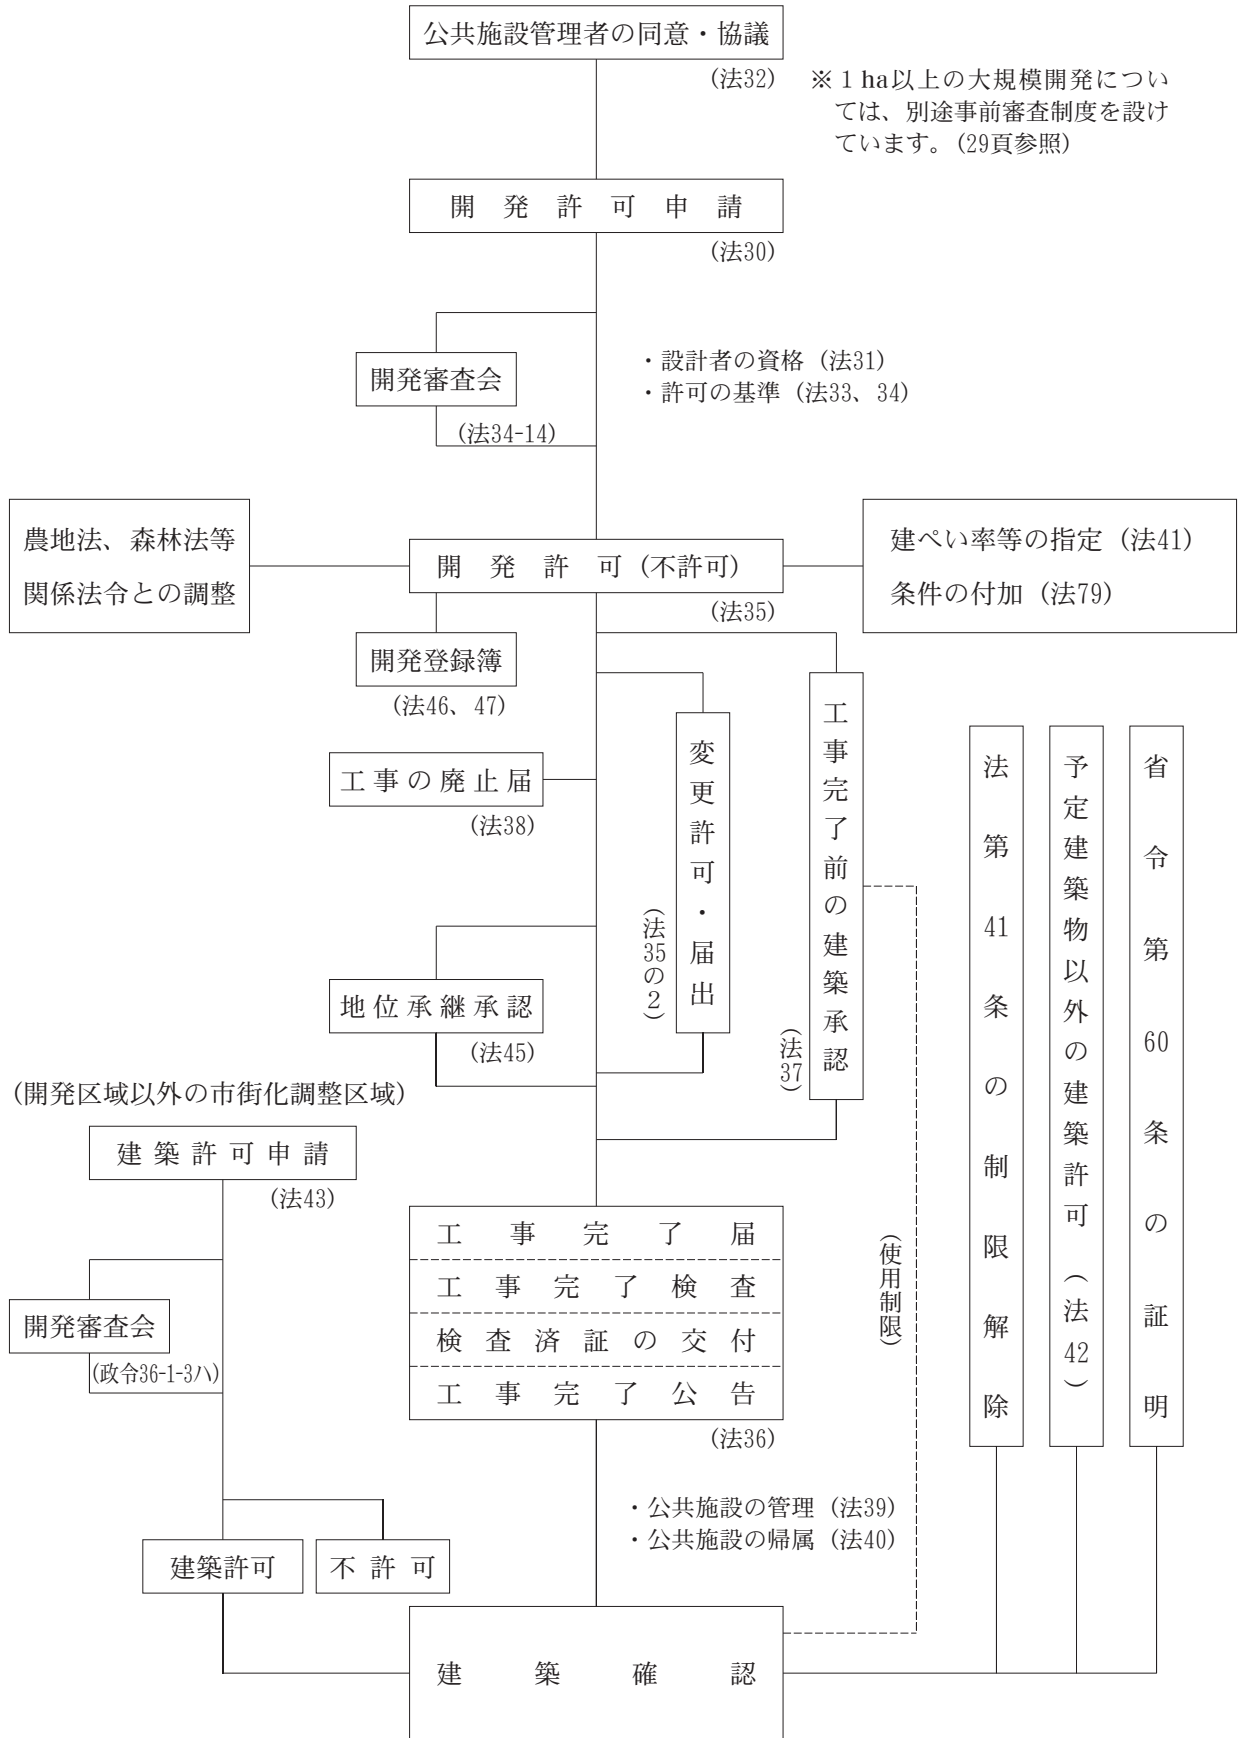 公共施設管理者の同意・協議
(法32)
※1ha以上の大規模開発につい
ては、別途事前審査制度を設け
ています。(29頁参照)
開発許可申請
(法30)
開発審査会
(法34-14)
・設計者の資格(法31)
・許可の基準(法33、34)
農地法、森林法等
関係法令との調整
開発許可(不許可)
(法35)
建ぺい率等の指定(法41)
条件の付加(法79)
開発登録簿
(法46、47)
工事の廃止届
(法38)
地位承継承認
(法45)
変更許可・届出
(法35の2)
工事完了前の建築承認
(法37)
(使用制限)
法第41条の制限解除
予定建築物以外の建築許可(法42)
省令第60条の証明
(開発区域以外の市街化調整区域)
建築許可申請
(法43)
開発審査会
(政令36-1-3ハ)
建築許可
不許可
工事完了届
工事完了検査
検査済証の交付
工事完了公告
(法36)
・公共施設の管理(法39)
・公共施設の帰属(法40)
建築確認